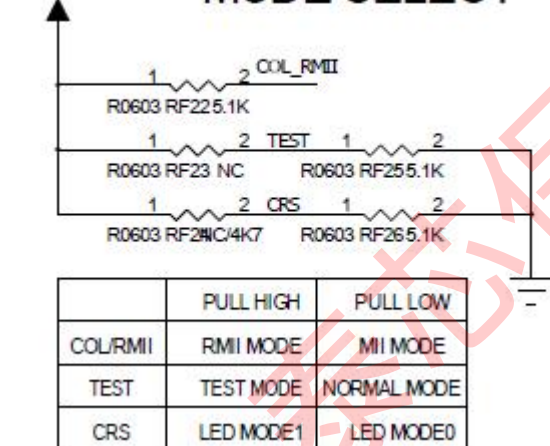 MODE SELECT
1 2 COL_RMII
R0603 RF22 5.1K
1 2 TEST 1 2
R0603 RF23 NC R0603 RF25 5.1K
1 2 CRS 1 2
R0603 RF24 NC/4K7 R0603 RF26 5.1K
PULL HIGH PULL LOW
COL/RMII RMII MODE MII MODE
TEST TEST MODE NORMAL MODE
CRS LED MODE1 LED MODE0